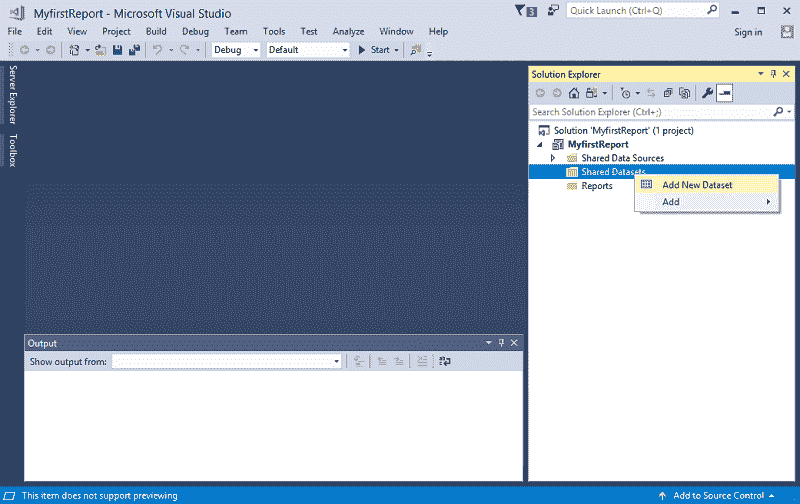 MyfirstReport - Microsoft Visual Studio
3
Quick Launch (Ctrl+Q)
File Edit View Project Build Debug Team Tools Test Analyze Window Help
Sign in
Debug Default Start
Server Explorer
Toolbox
Solution Explorer
Search Solution Explorer (Ctrl+;)
Solution 'MyfirstReport' (1 project)
MyfirstReport
Shared Data Sources
Shared Datasets
Add New Dataset
Reports
Add
Output
Show output from:
This item does not support previewing
Add to Source Control